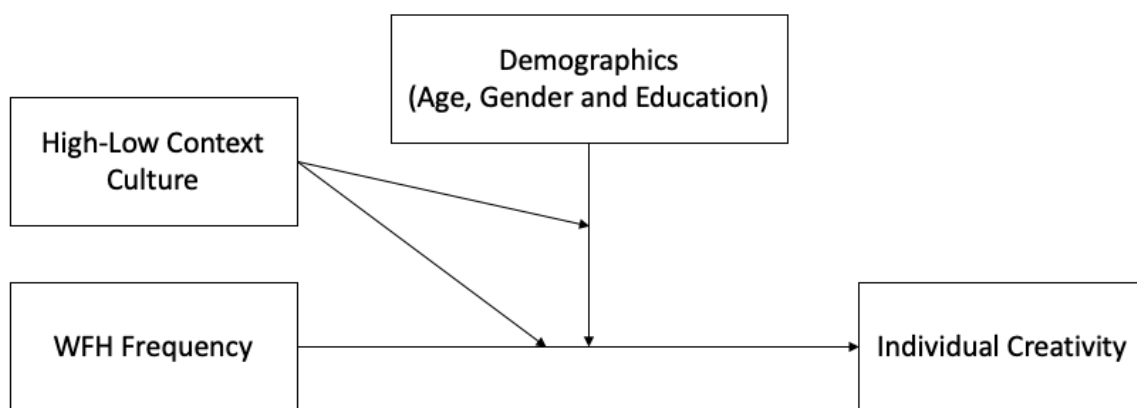 Demographics
(Age, Gender and Education)
High-Low Context
Culture
WFH Frequency
Individual Creativity